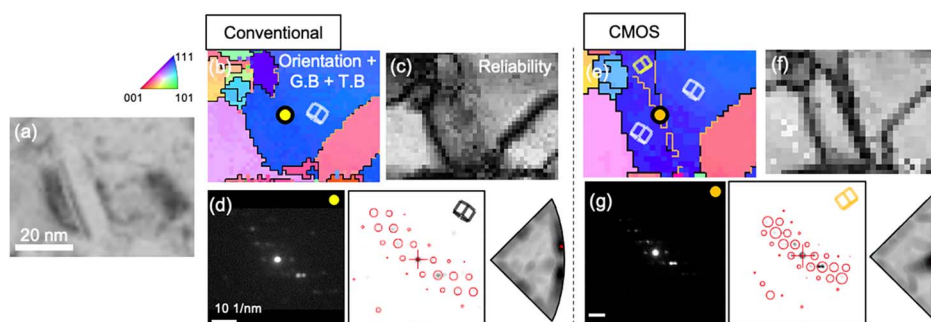 Conventional
CMOS
111
001
101
(a)
20 nm
(b)
Orientation +
G.B + T.B
(c)
Reliability
(e)
(f)
(d)
10 1/nm
(g)